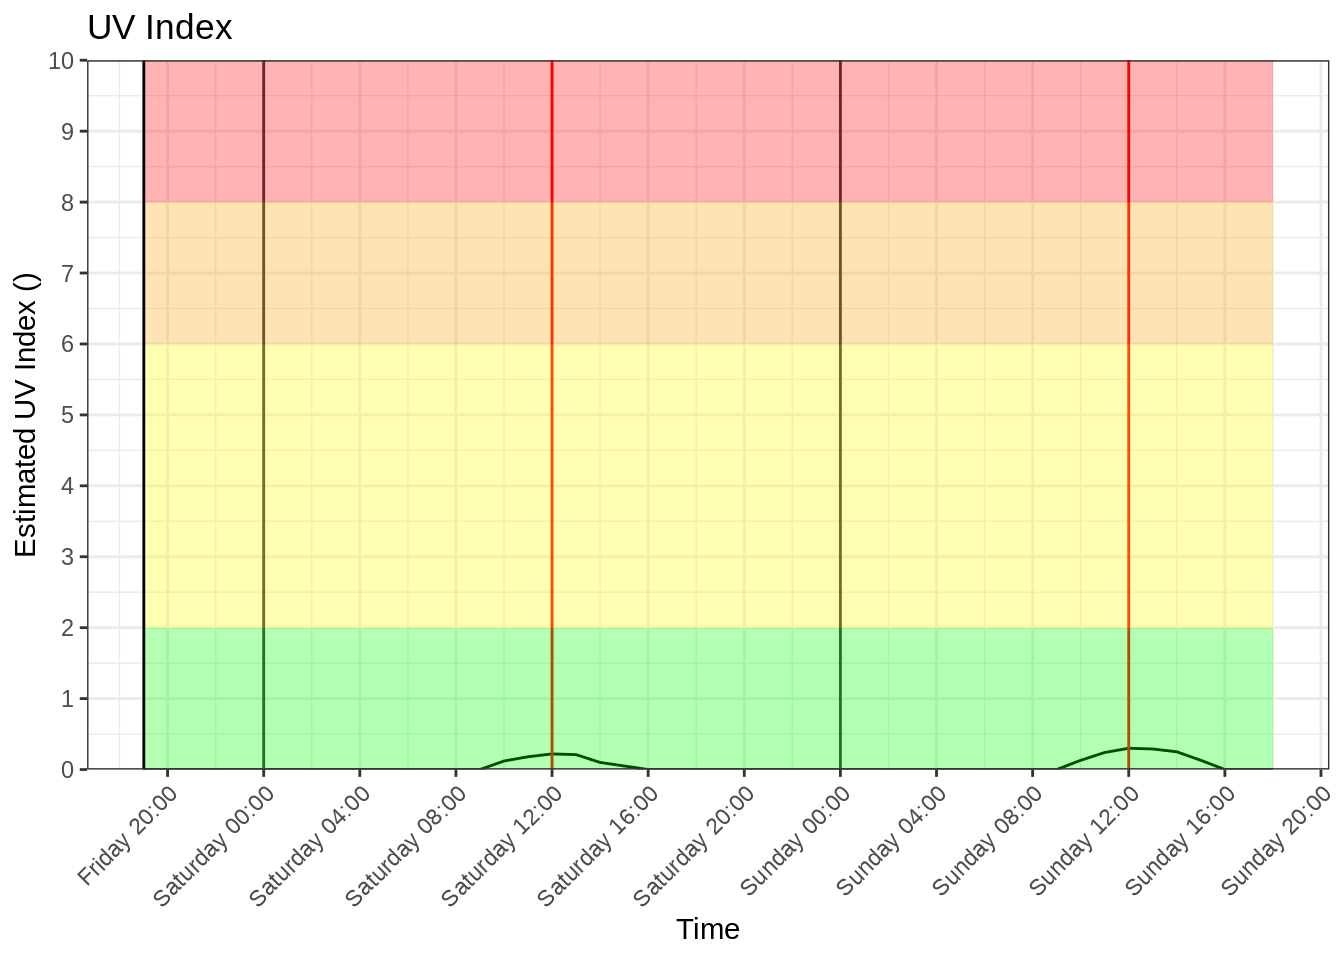 UV Index
Estimated UV Index ()
10
9
8
7
6
5
4
3
2
1
0
Friday 20:00
Saturday 00:00
Saturday 04:00
Saturday 08:00
Saturday 12:00
Saturday 16:00
Saturday 20:00
Sunday 00:00
Sunday 04:00
Sunday 08:00
Sunday 12:00
Sunday 16:00
Sunday 20:00
Time